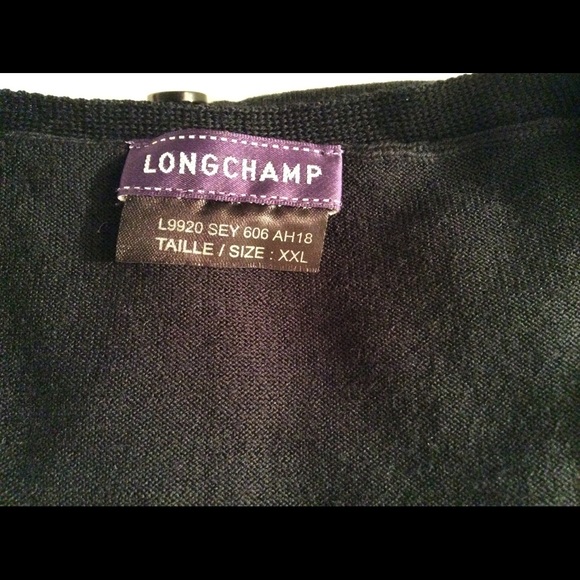 LONGCHAMP
L9920 SEY 606 AH18
TAILLE / SIZE : XXL